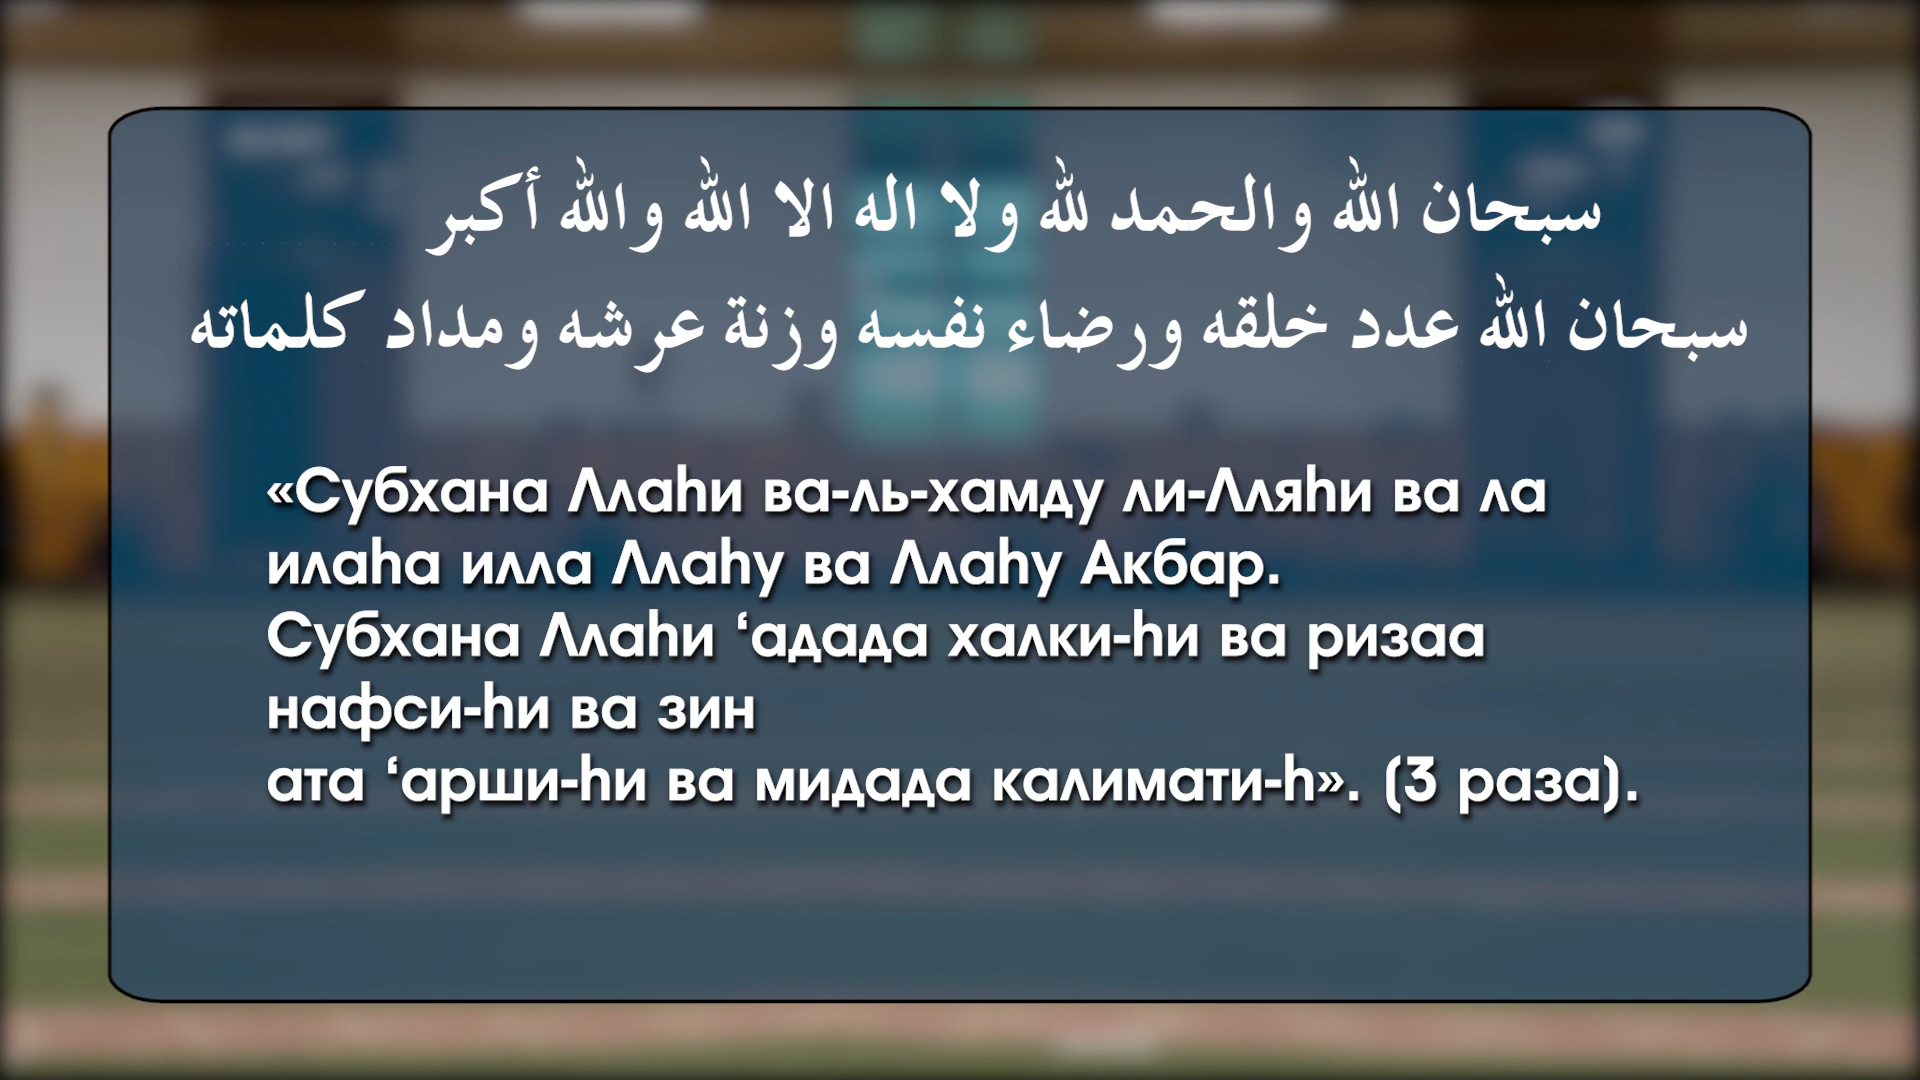 سبحان الله والحمد لله ولا اله الا الله والله أكبر
سبحان الله عدد خلقه ورضاء نفسه وزنة عرشه ومداد كلماته
«Субхана Ллаhи ва-ль-хамду ли-Лляhи ва ла
илаhа илла Ллаhу ва Ллаhу Акбар.
Субхана Ллаhи ‘адада халки-hи ва ризаа
нафси-hи ва зин
ата ‘арши-hи ва мидада калимати-h». (3 раза).